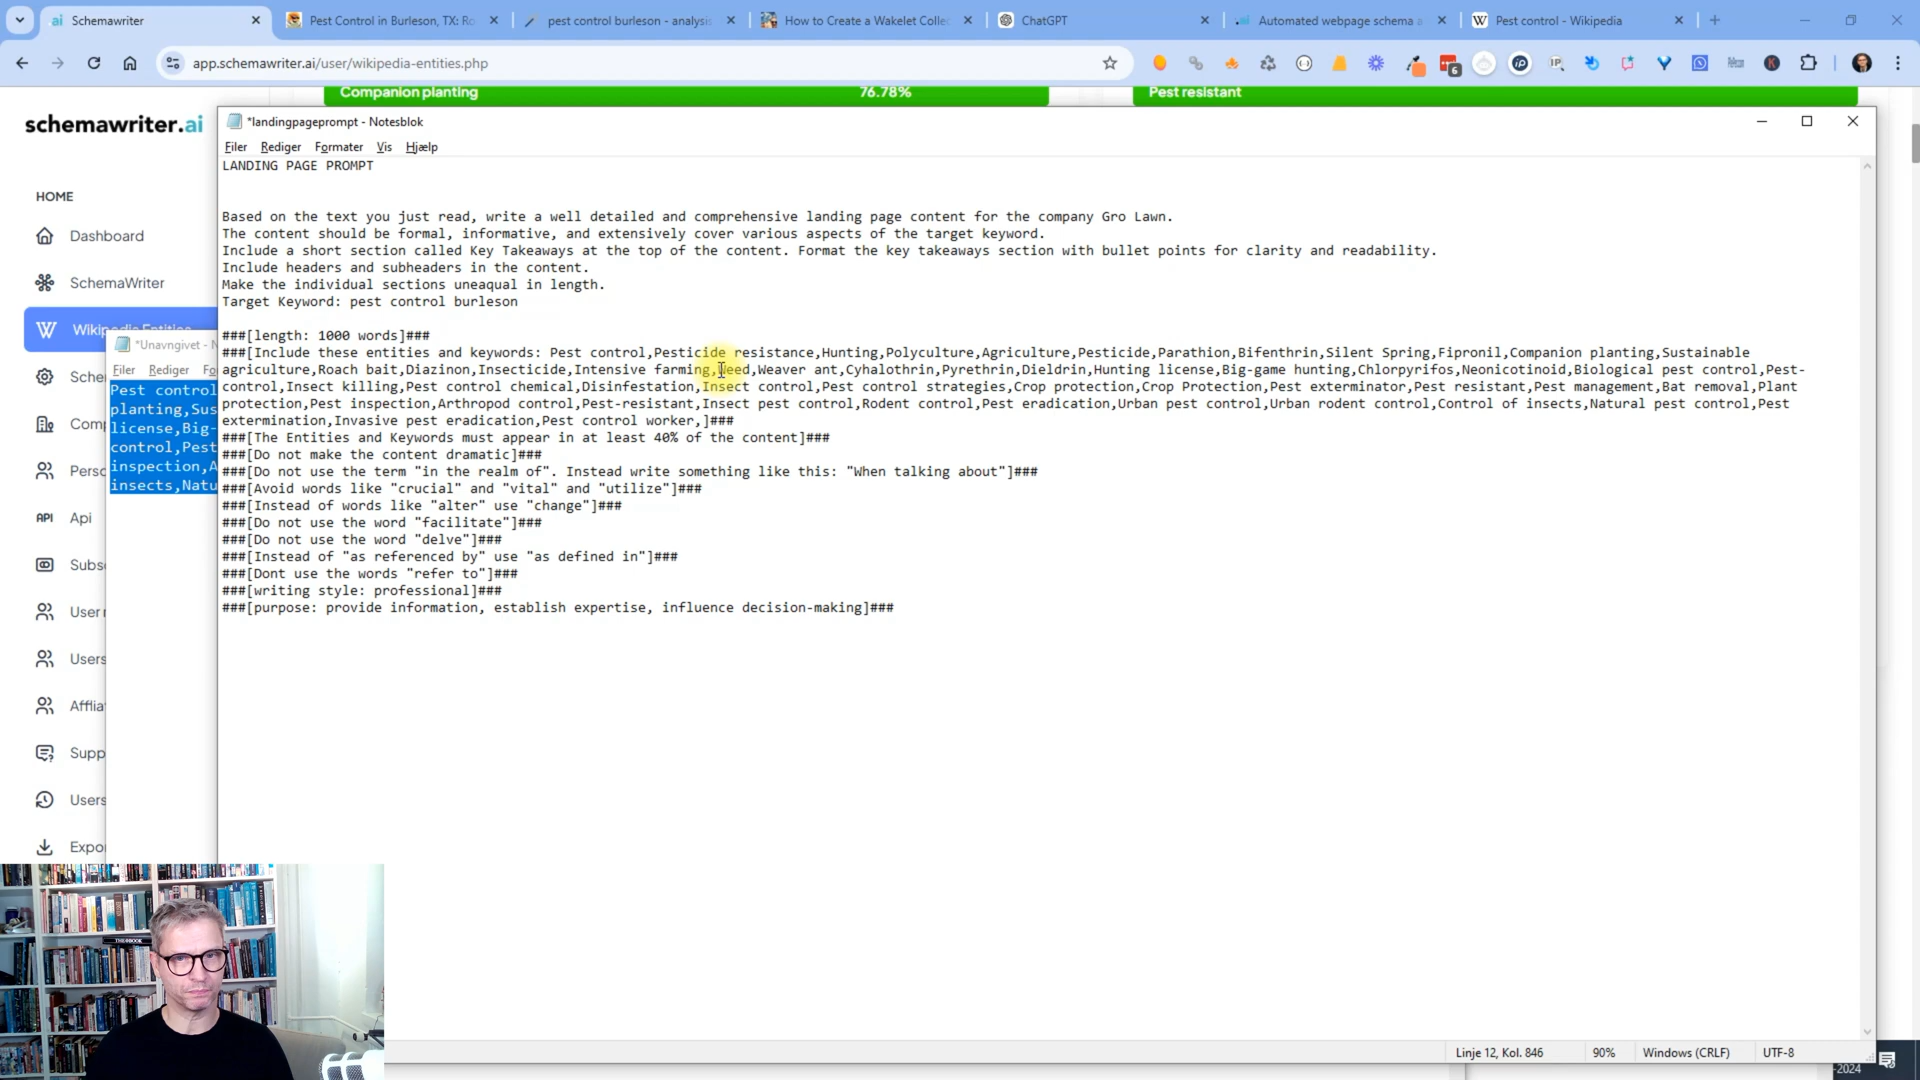 Schemawriter
Pest Control in Burleson, TX: Ro
pest control burleson - analysis
How to Create a Wakelet Collec
ChatGPT
Automated webpage schema a
Pest control - Wikipedia
app.schemawriter.ai/user/wikipedia-entities.php
Companion planting 76.78% Pest resistant
schemawriter.ai
HOME
Dashboard
SchemaWriter
Wikipedia Entities
Sche
Comp
Perso
API Api
Subs
User r
Users
Affilia
Supp
Users
Expor
*Unavngivet - N
Filer Rediger Fo
Pest control
planting,Sus
license,Big-
control,Pest
inspection,A
insects,Natu
*landingpageprompt - Notesblok
Filer Rediger Formater Vis Hjælp
LANDING PAGE PROMPT
Based on the text you just read, write a well detailed and comprehensive landing page content for the company Gro Lawn.
The content should be formal, informative, and extensively cover various aspects of the target keyword.
Include a short section called Key Takeaways at the top of the content. Format the key takeaways section with bullet points for clarity and readability.
Include headers and subheaders in the content.
Make the individual sections unequal in length.
Target Keyword: pest control burleson
###[length: 1000 words]###
###[Include these entities and keywords: Pest control,Pesticide resistance,Hunting,Polyculture,Agriculture,Pesticide,Parathion,Bifenthrin,Silent Spring,Fipronil,Companion planting,Sustainable
agriculture,Roach bait,Diazinon,Insecticide,Intensive farming,Weed,Weaver ant,Cyhalothrin,Pyrethrin,Dieldrin,Hunting license,Big-game hunting,Chlorpyrifos,Neonicotinoid,Biological pest control,Pest-
control,Insect killing,Pest control chemical,Disinfestation,Insect control,Pest control strategies,Crop protection,Crop Protection,Pest exterminator,Pest resistant,Pest management,Bat removal,Plant
protection,Pest inspection,Arthropod control,Pest-resistant,Insect pest control,Rodent control,Pest eradication,Urban pest control,Urban rodent control,Control of insects,Natural pest control,Pest
extermination,Invasive pest eradication,Pest control worker,]###
###[The Entities and Keywords must appear in at least 40% of the content]###
###[Do not make the content dramatic]###
###[Do not use the term "in the realm of". Instead write something like this: "When talking about"]###
###[Avoid words like "crucial" and "vital" and "utilize"]###
###[Instead of words like "alter" use "change"]###
###[Do not use the word "facilitate"]###
###[Do not use the word "delve"]###
###[Instead of "as referenced by" use "as defined in"]###
###[Dont use the words "refer to"]###
###[writing style: professional]###
###[purpose: provide information, establish expertise, influence decision-making]###
Linje 12, Kol. 846 90% Windows (CRLF) UTF-8
-2024